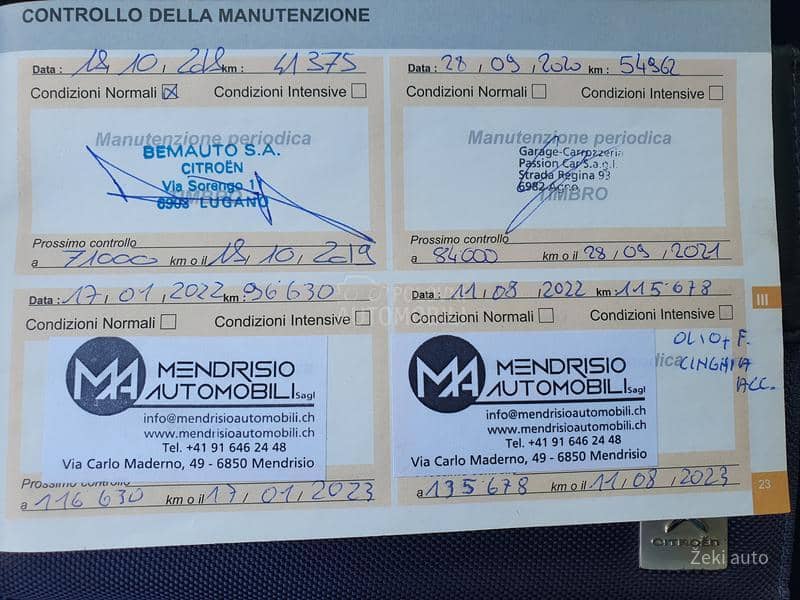 CONTROLLO DELLA MANUTENZIONE
Data : 18, 10, 2018 km : 41375
Condizioni Normali ☒ Condizioni Intensive ☐
Manutenzione periodica
BEMAUTO S.A.
CITROËN
Via Sorengo 1
6903 LUGANO
TIMBRO
Prossimo controllo
a 71000 km o il 18, 10, 2019
Data : 28, 09, 2020 km : 54962
Condizioni Normali ☐ Condizioni Intensive ☐
Manutenzione periodica
Garage-Carrozzeria
Passion Car S.a.g.l.
Strada Regina 93
6982 Agno
TIMBRO
Prossimo controllo
a 84000 km o il 28, 09, 2021
Data : 17, 01, 2022 km : 96630
Condizioni Normali ☐ Condizioni Intensive ☐
MA MENDRISIO
AUTOMOBILI Sagl
info@mendrisioautomobili.ch
www.mendrisioautomobili.ch
Tel. +41 91 646 24 48
Via Carlo Maderno, 49 - 6850 Mendrisio
Prossimo controllo
a 116630 km o il 17, 01, 2023
Data : 11, 08, 2022 km : 115678
Condizioni Normali ☐ Condizioni Intensive ☐
OLIO + F.
CINGHIA
ACC.
MA MENDRISIO
AUTOMOBILI Sagl
info@mendrisioautomobili.ch
www.mendrisioautomobili.ch
Tel. +41 91 646 24 48
Via Carlo Maderno, 49 - 6850 Mendrisio
a 135678 km o il 11, 08, 2023
III
23
CITROËN
Žeki auto